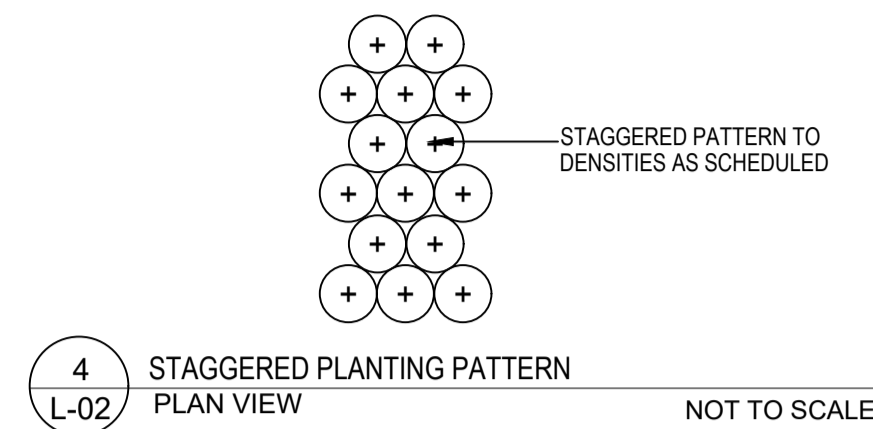 STAGGERED PATTERN TO
DENSITIES AS SCHEDULED
4
STAGGERED PLANTING PATTERN
L-02
PLAN VIEW
NOT TO SCALE